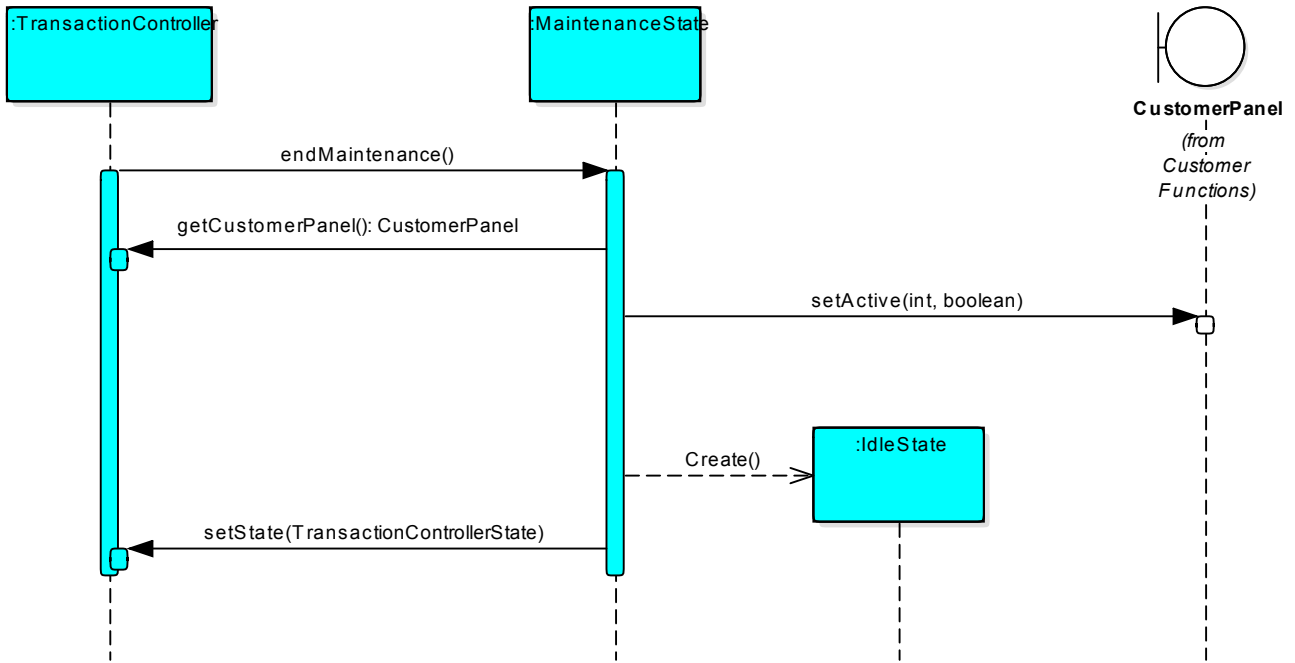 :TransactionController
:MaintenanceState
CustomerPanel
(from
Customer
Functions)
endMaintenance()
getCustomerPanel(): CustomerPanel
setActive(int, boolean)
:IdleState
Create()
setState(TransactionControllerState)